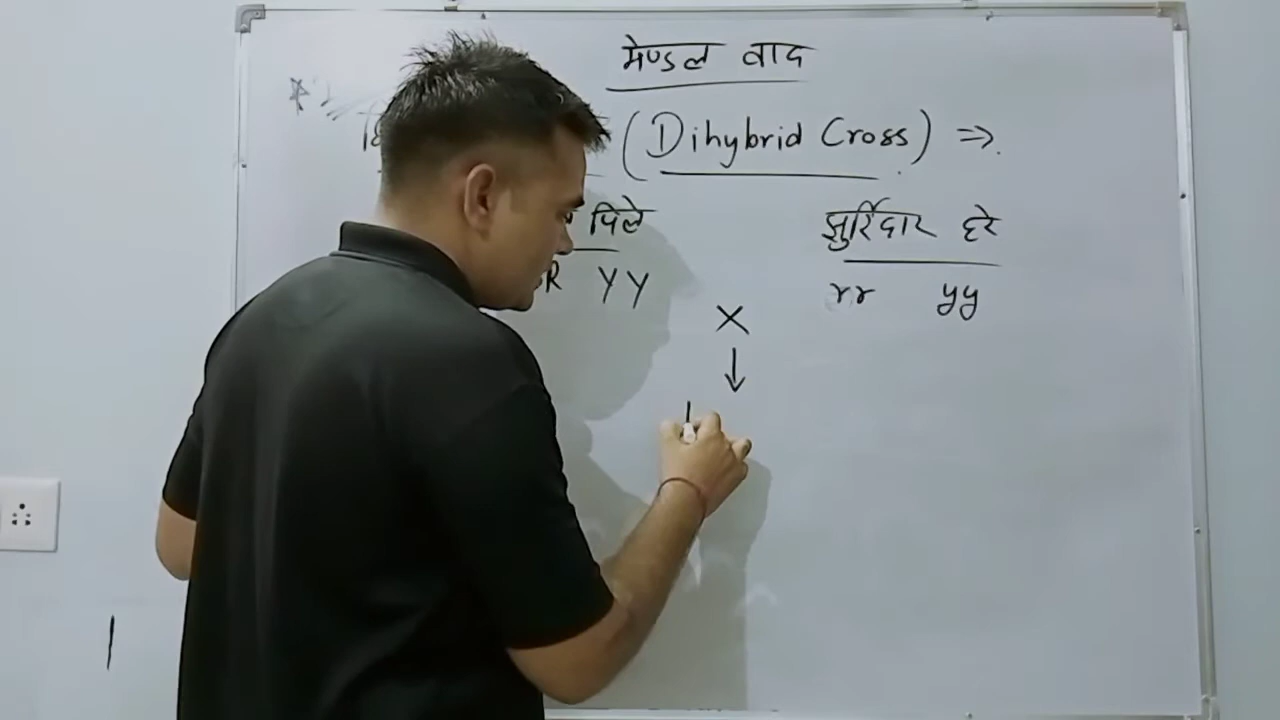 मेण्डल वाद
(Dihybrid Cross) ⇒
पिले झुर्रिदार हरे
R YY rr yy
X
↓